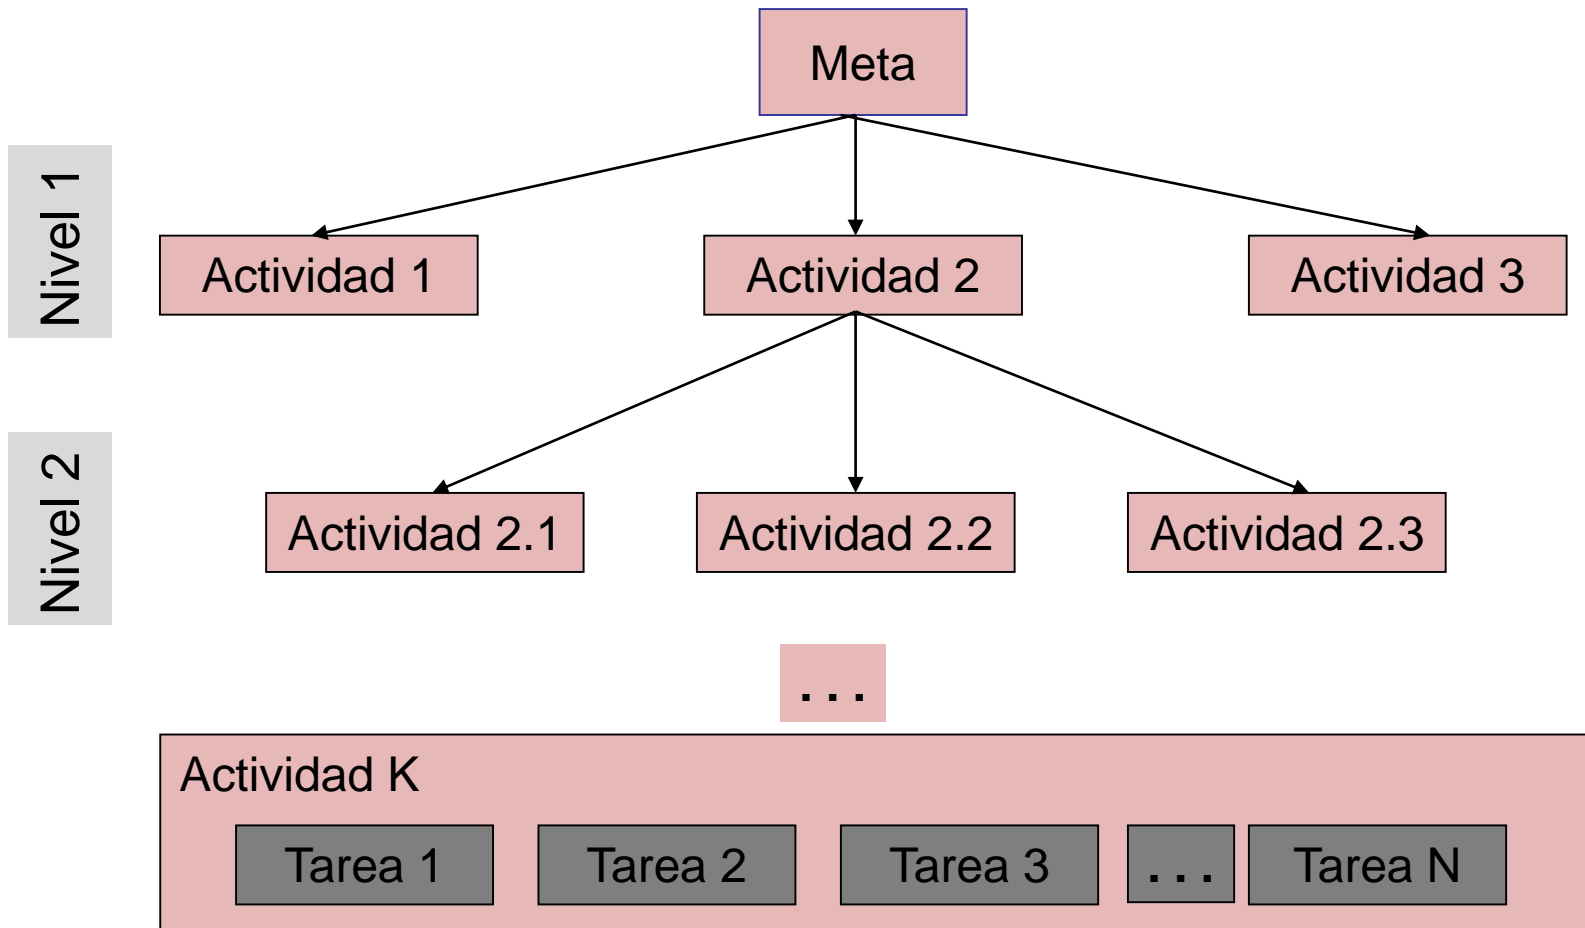 Meta
Nivel 1
Actividad 1
Actividad 2
Actividad 3
Nivel 2
Actividad 2.1
Actividad 2.2
Actividad 2.3
. . .
Actividad K
Tarea 1
Tarea 2
Tarea 3
. . .
Tarea N